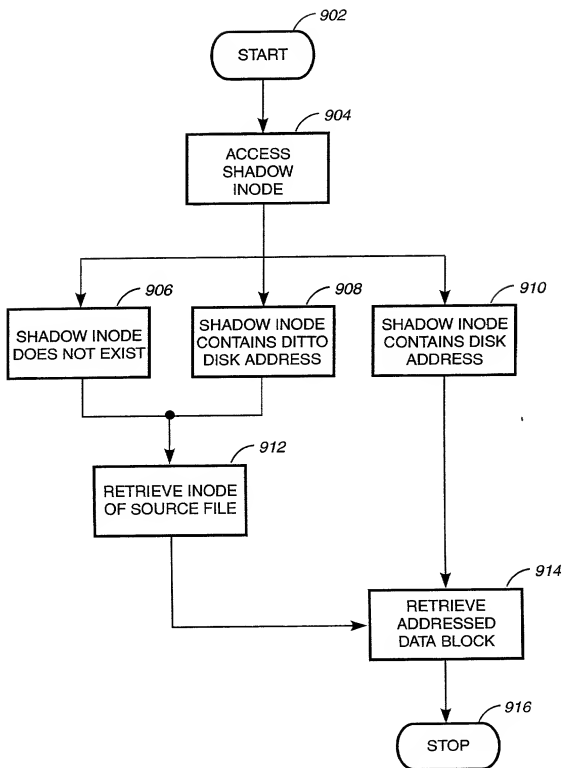 902
START
904
ACCESS
SHADOW
INODE
906
SHADOW INODE
DOES NOT EXIST
908
SHADOW INODE
CONTAINS DITTO
DISK ADDRESS
910
SHADOW INODE
CONTAINS DISK
ADDRESS
912
RETRIEVE INODE
OF SOURCE FILE
914
RETRIEVE
ADDRESSED
DATA BLOCK
916
STOP